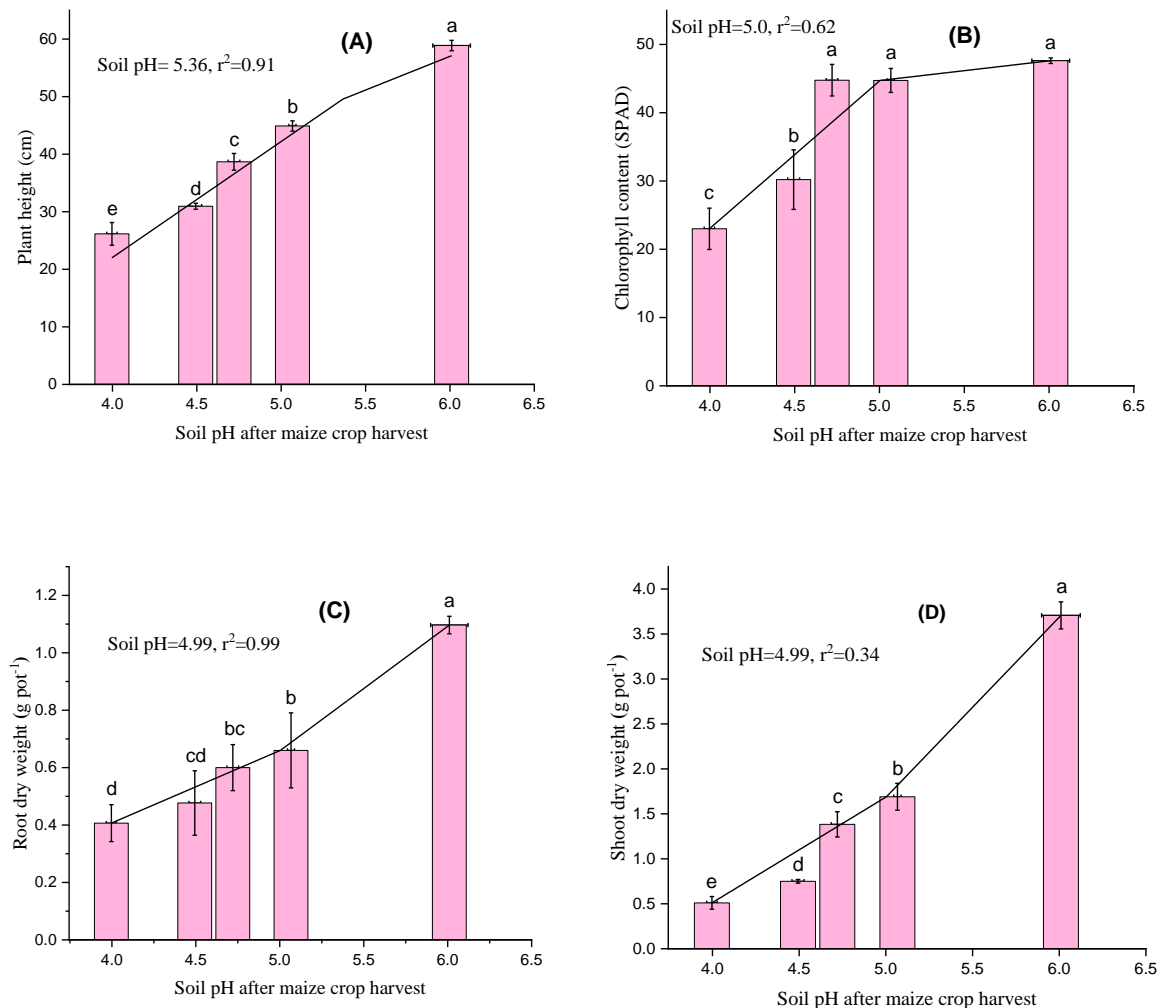 (A)
Soil pH= 5.36, r²=0.91
Plant height (cm)
60
50
40
30
20
10
0
e
d
c
b
a
4.0 4.5 5.0 5.5 6.0 6.5
Soil pH after maize crop harvest
(B)
Soil pH=5.0, r²=0.62
Chlorophyll content (SPAD)
50
40
30
20
10
0
c
b
a
a
a
4.0 4.5 5.0 5.5 6.0 6.5
Soil pH after maize crop harvest
(C)
Soil pH=4.99, r²=0.99
Root dry weight (g pot⁻¹)
1.2
1.0
0.8
0.6
0.4
0.2
0.0
d
cd
bc
b
a
4.0 4.5 5.0 5.5 6.0 6.5
Soil pH after maize crop harvest
(D)
Soil pH=4.99, r²=0.34
Shoot dry weight (g pot⁻¹)
4.0
3.5
3.0
2.5
2.0
1.5
1.0
0.5
0.0
e
d
c
b
a
4.0 4.5 5.0 5.5 6.0 6.5
Soil pH after maize crop harvest